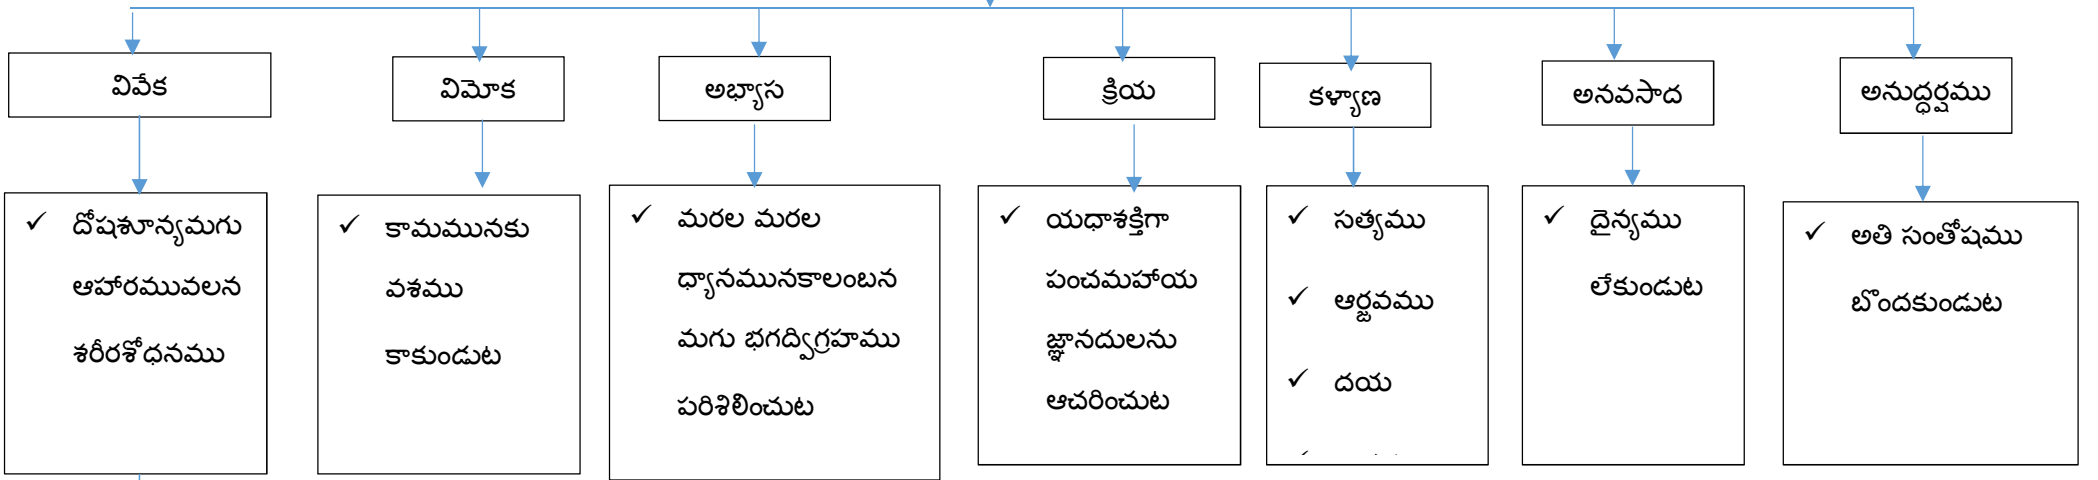 వివేక
విమోక
అభ్యాస
క్రియ
కళ్యాణ
అనవసాద
అనుద్ధర్షము
✓ దోషశూన్యమగు
ఆహారమువలన
శరీరశోధనము
✓ కామమునకు
వశము
కాకుండుట
✓ మరల మరల
ధ్యానమునకాలంబన
మగు భగద్విగ్రహము
పరిశిలించుట
✓ యధాశక్తిగా
పంచమహాయ
జ్ఞానదులను
ఆచరించుట
✓ సత్యము
✓ ఆర్జవము
✓ దయ
✓ దైన్యము
లేకుండుట
✓ అతి సంతోషము
బొందకుండుట